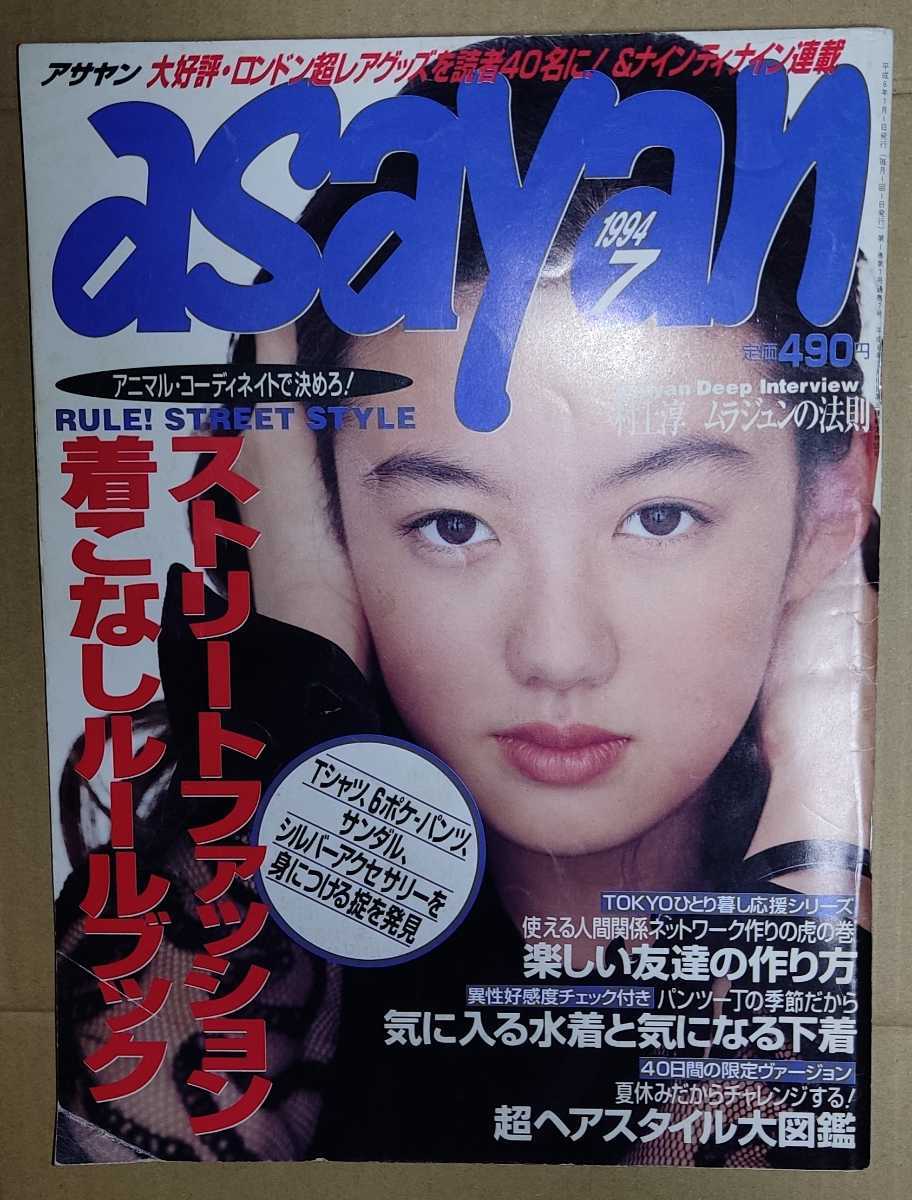 アサヤン 大好評・ロンドン超レアグッズを読者40名に! &ナインティナイン連載
asayan
1994
7
定価490円
アニマル・コーディネイトで決めろ!
RULE! STREET STYLE
ストリートファッション
着こなしルールブック
Deep Interview
村上淳 ムラジュンの法則
Tシャツ、6ポケ・パンツ、
サンダル、
シルバーアクセサリーを
身につける掟を発見
TOKYOひとり暮し応援シリーズ
使える人間関係ネットワーク作りの虎の巻
楽しい友達の作り方
異性好感度チェック付き パンツ一丁の季節だから
気に入る水着と気になる下着
40日間の限定ヴァージョン
夏休みだからチャレンジする!
超ヘアスタイル大図鑑